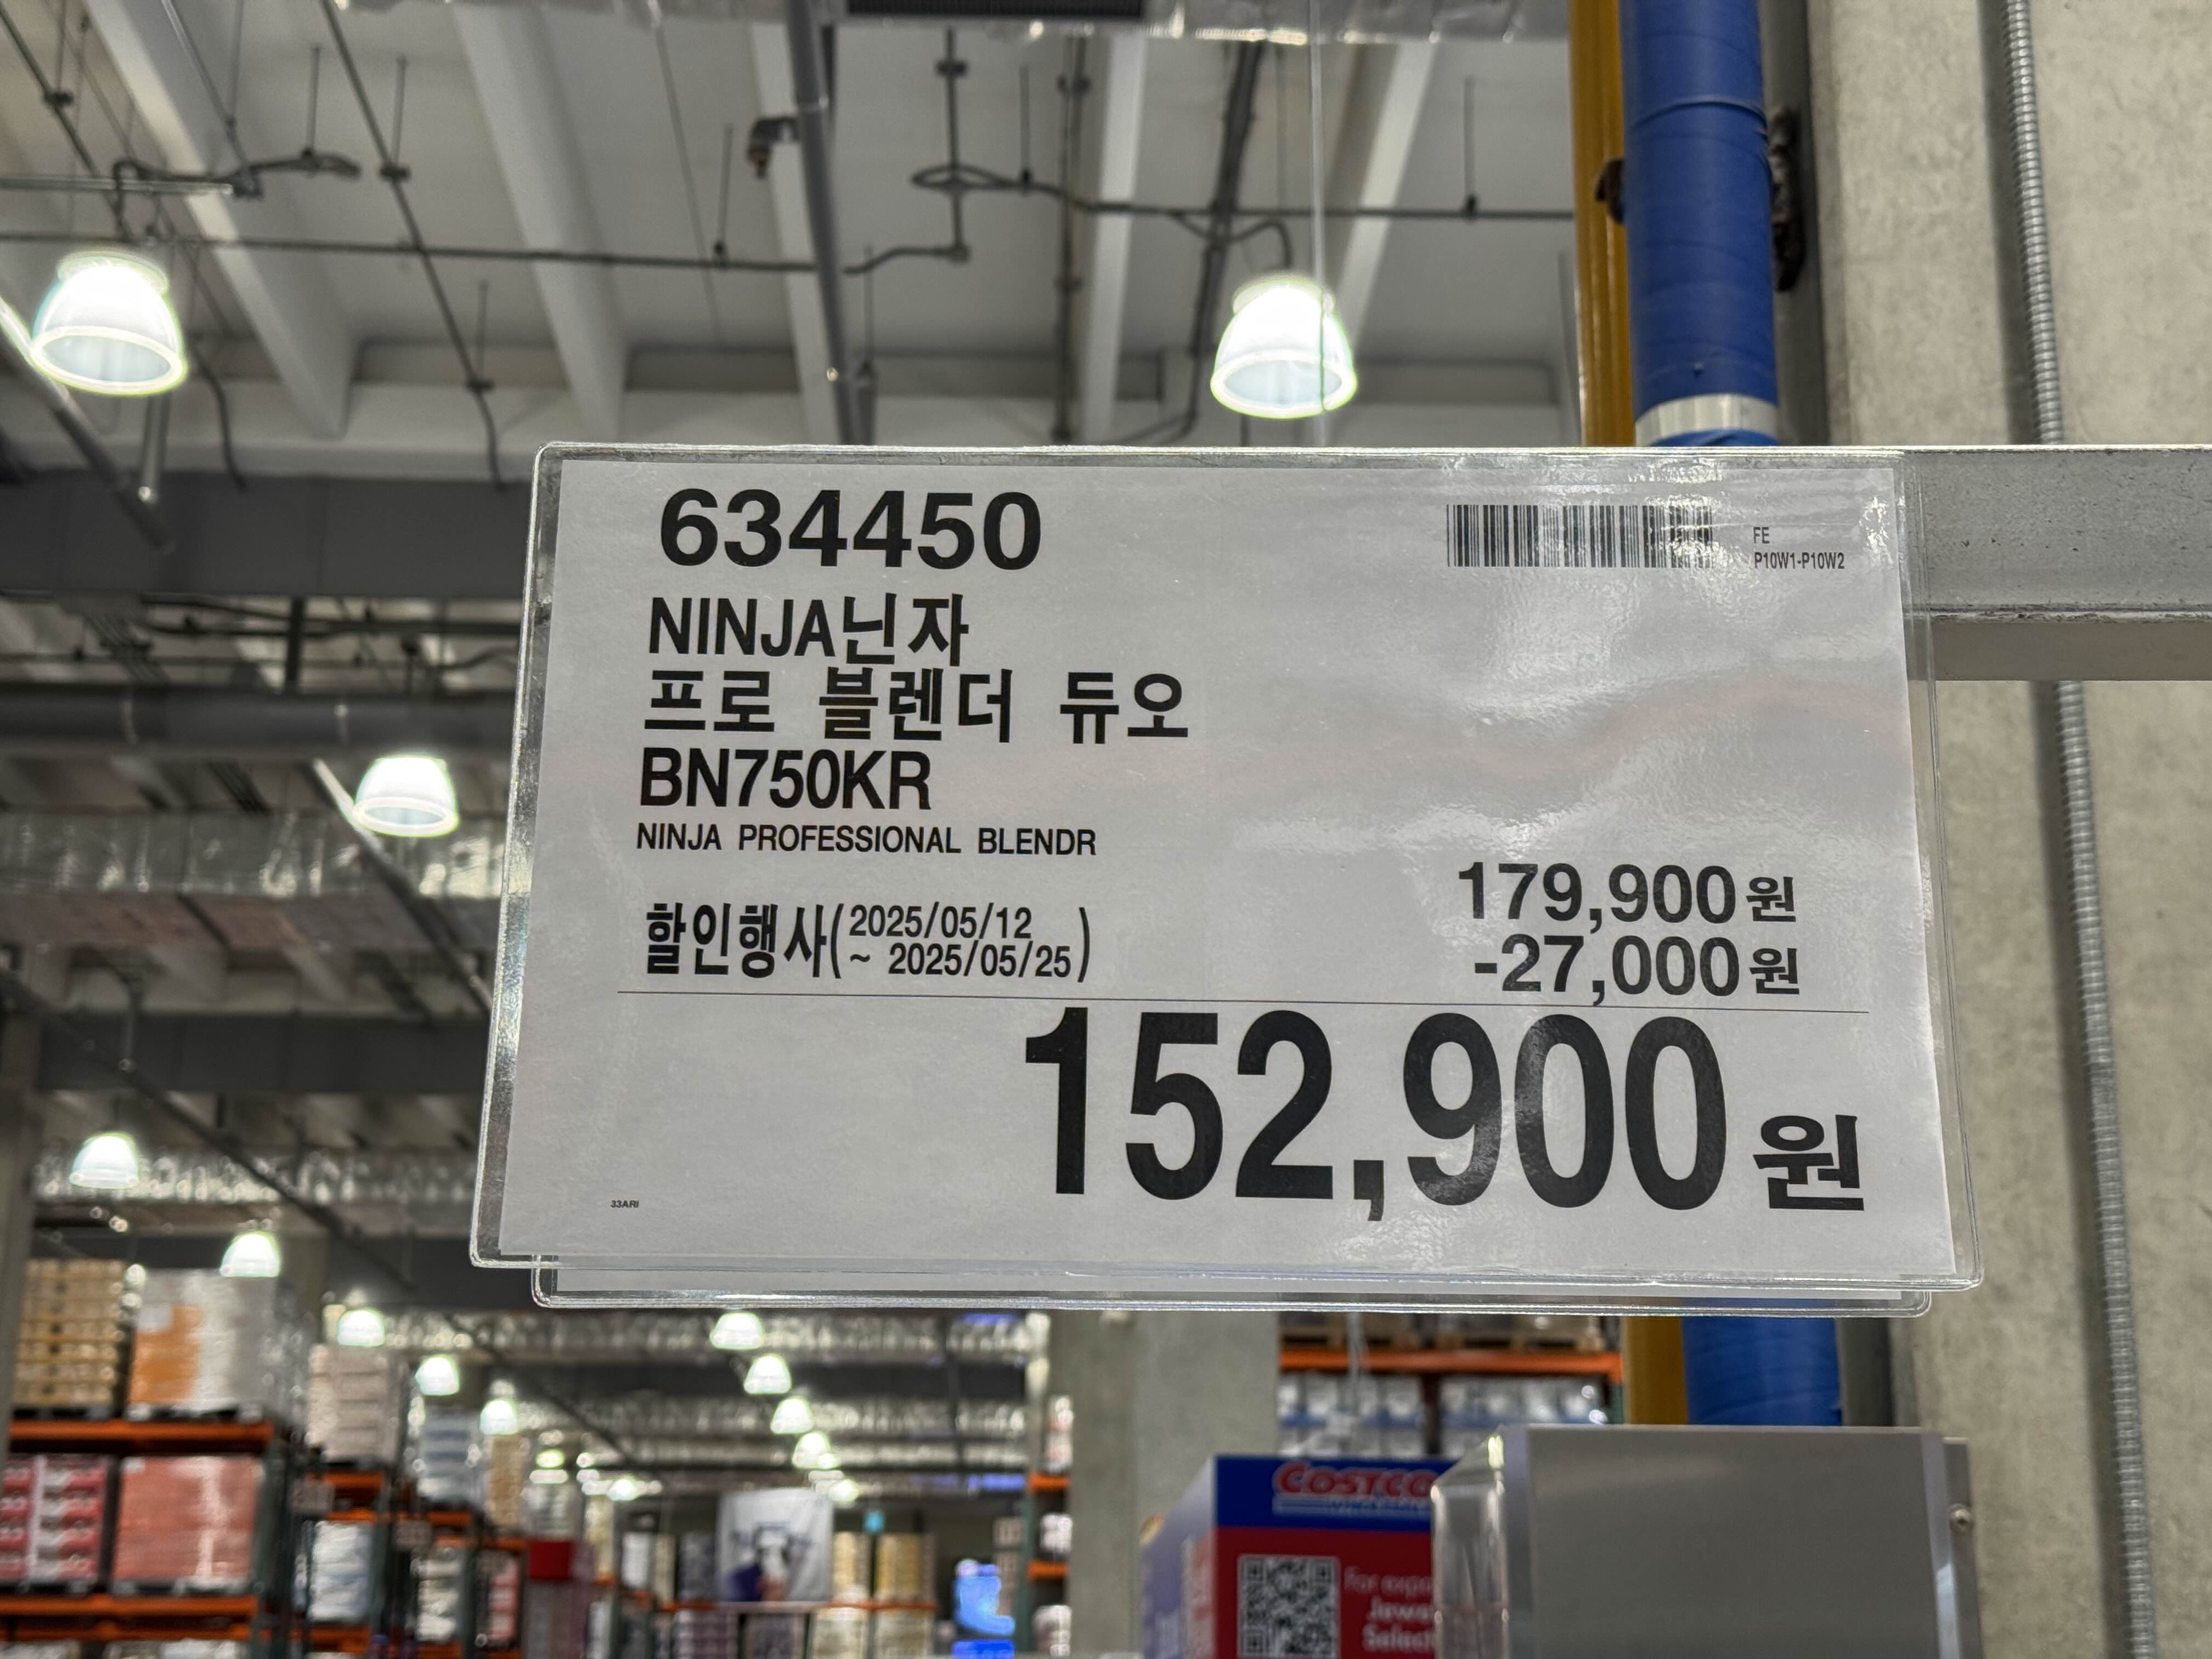 634450
FE
P10W1-P10W2
NINJA닌자
프로 블렌더 듀오
BN750KR
NINJA PROFESSIONAL BLENDR
179,900원
할인행사(2025/05/12 ~ 2025/05/25)
-27,000원
152,900원
33ARI
COSTCO
For
Select